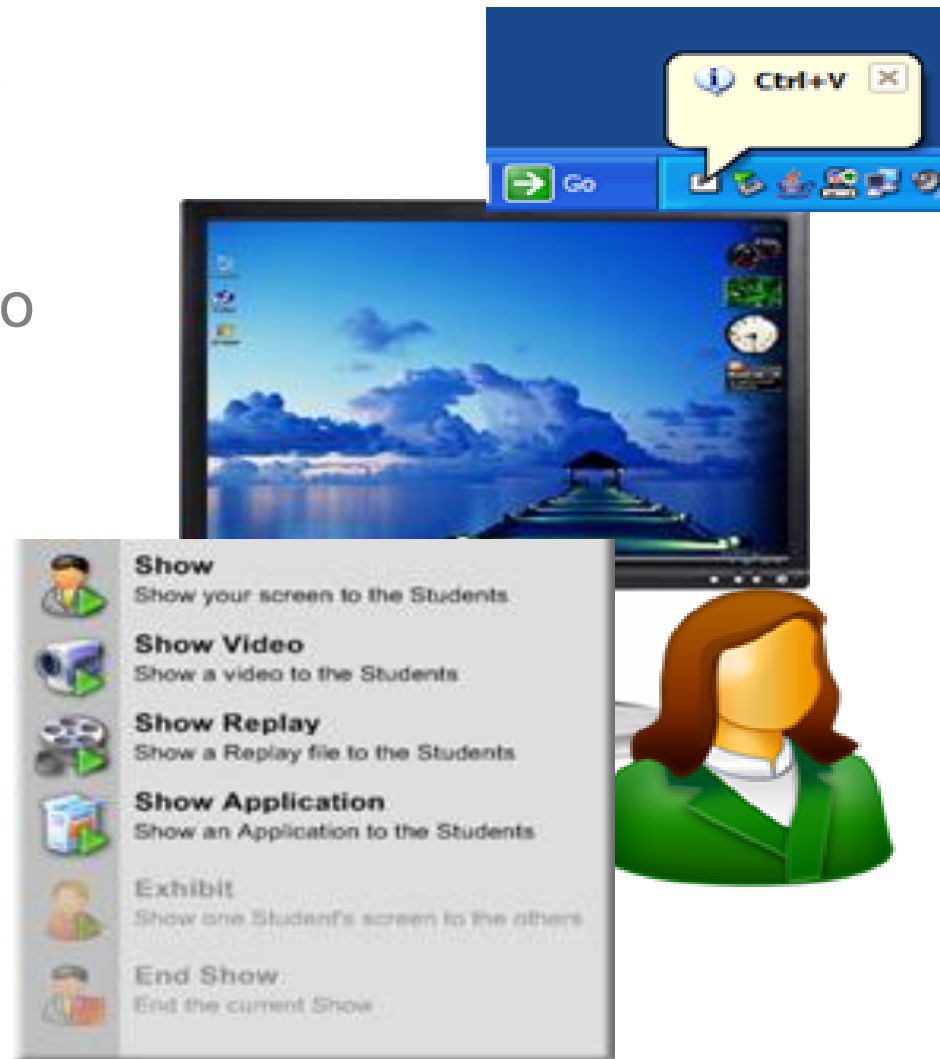 Ctrl+V
Go
o
Show
Show your screen to the Students
Show Video
Show a video to the Students
Show Replay
Show a Replay file to the Students
Show Application
Show an Application to the Students
Exhibit
Show one Student's screen to the others
End Show
End the current Show